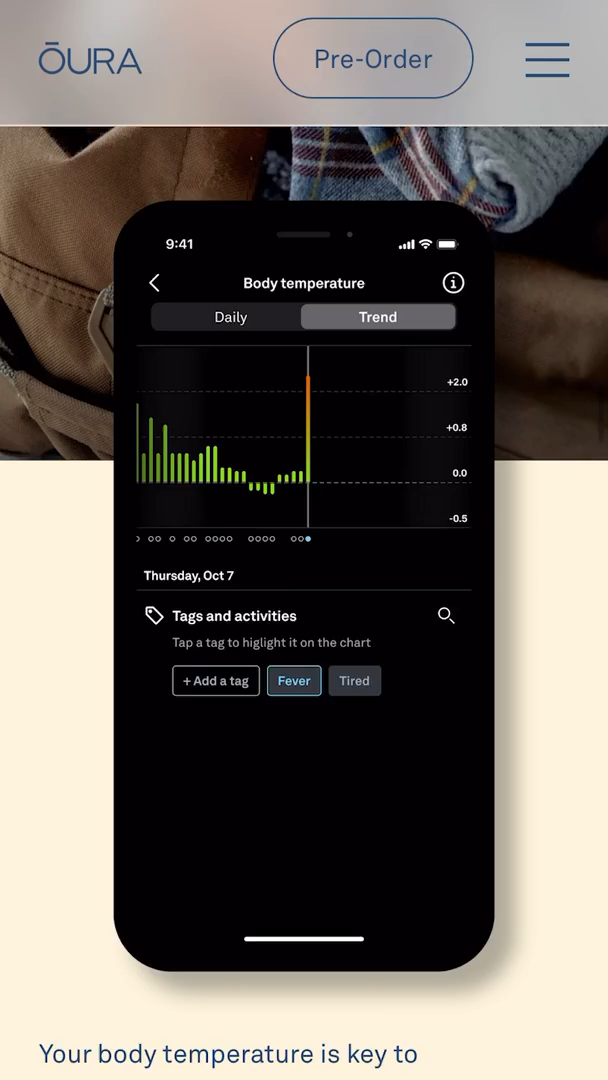 ŌURA
Pre-Order
9:41
Body temperature
Daily
Trend
+2.0
+0.8
0.0
-0.5
Thursday, Oct 7
Tags and activities
Tap a tag to higlight it on the chart
+ Add a tag
Fever
Tired
Your body temperature is key to